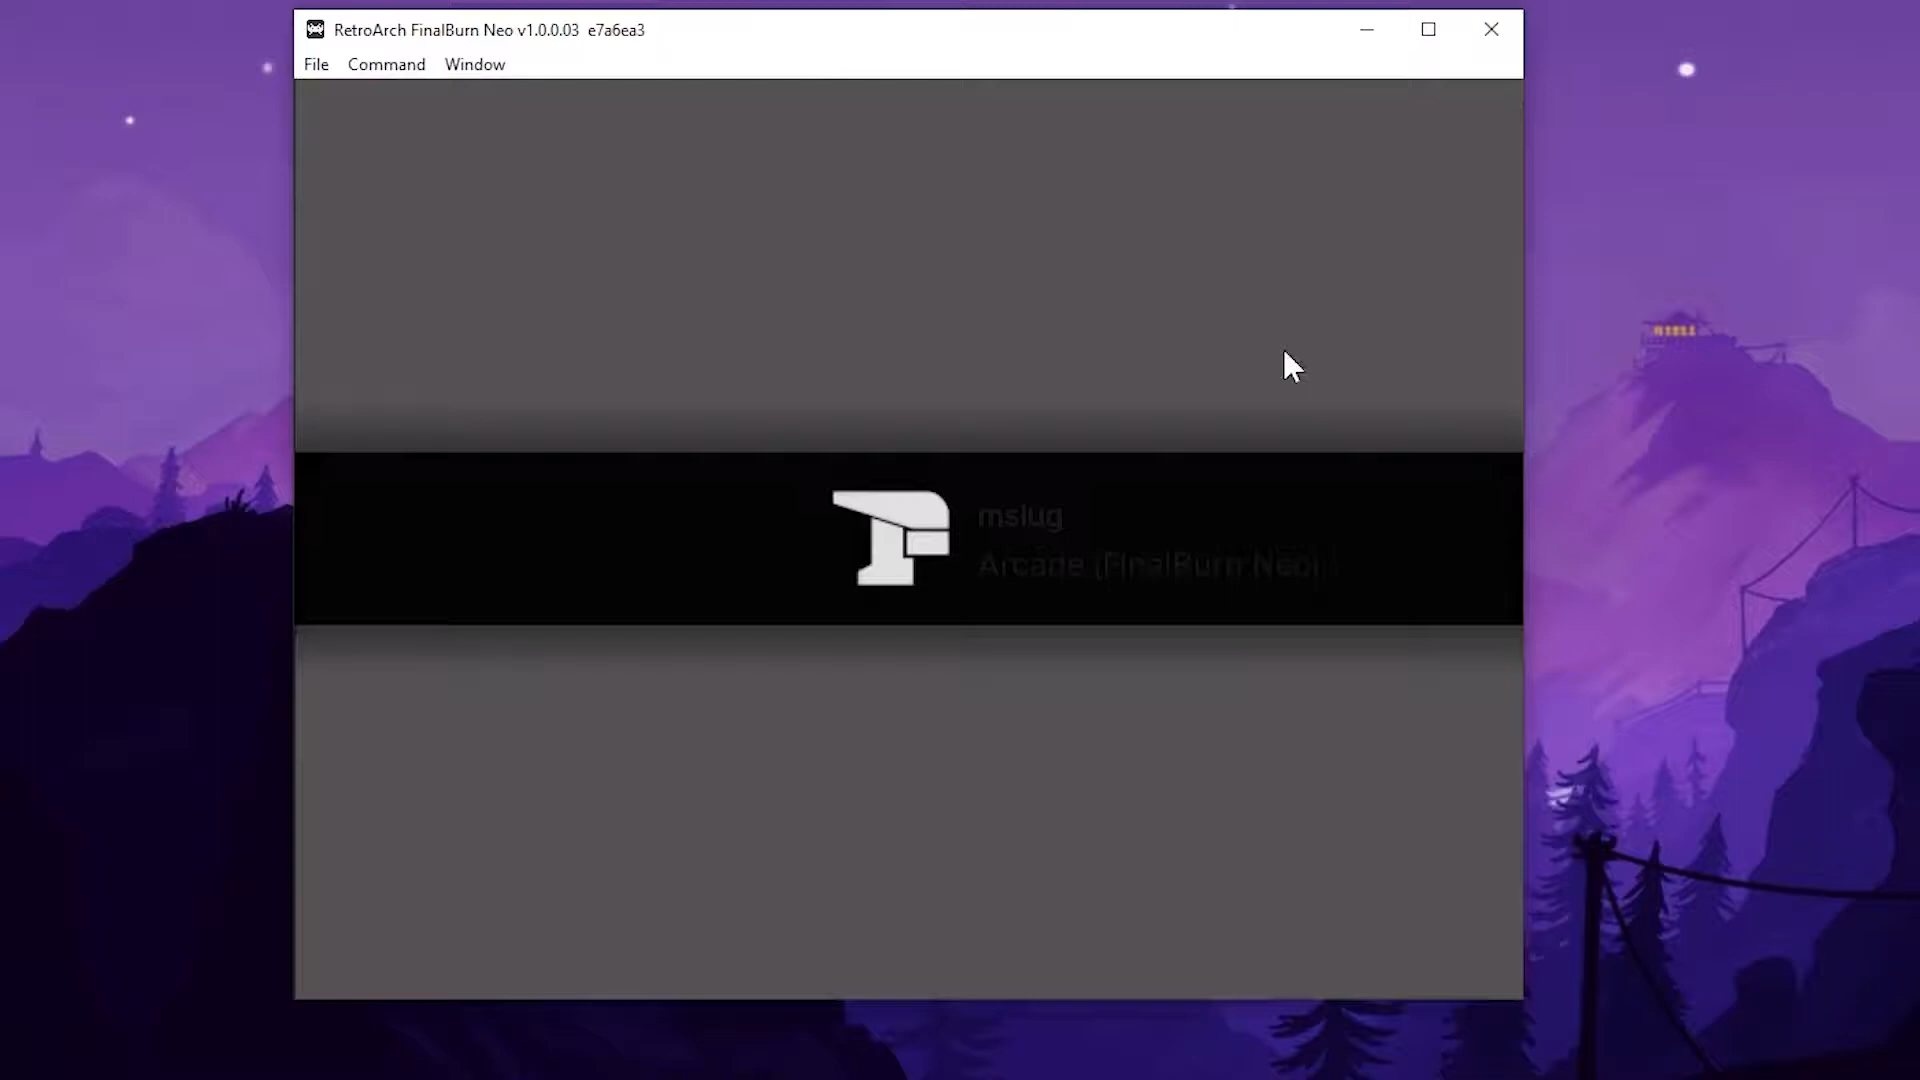 RetroArch FinalBurn Neo v1.0.0.03 e7a6ea3
File Command Window
mslug
Arcade (FinalBurn Neo)